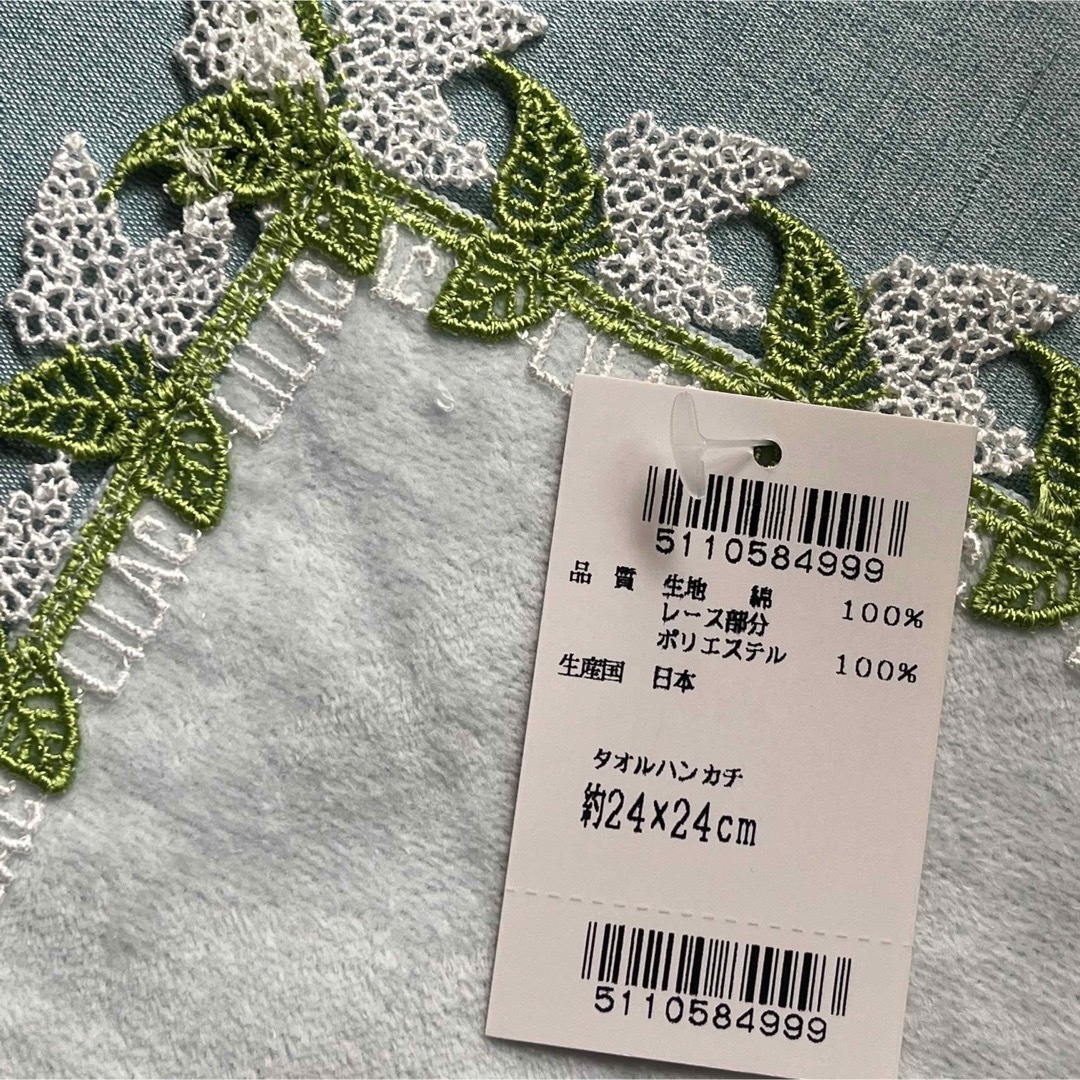 LILAC
LILAC
5110584999
品質 生地 綿 100%
レース部分
ポリエステル 100%
生産国 日本
タオルハンカチ
約24×24cm
5110584999